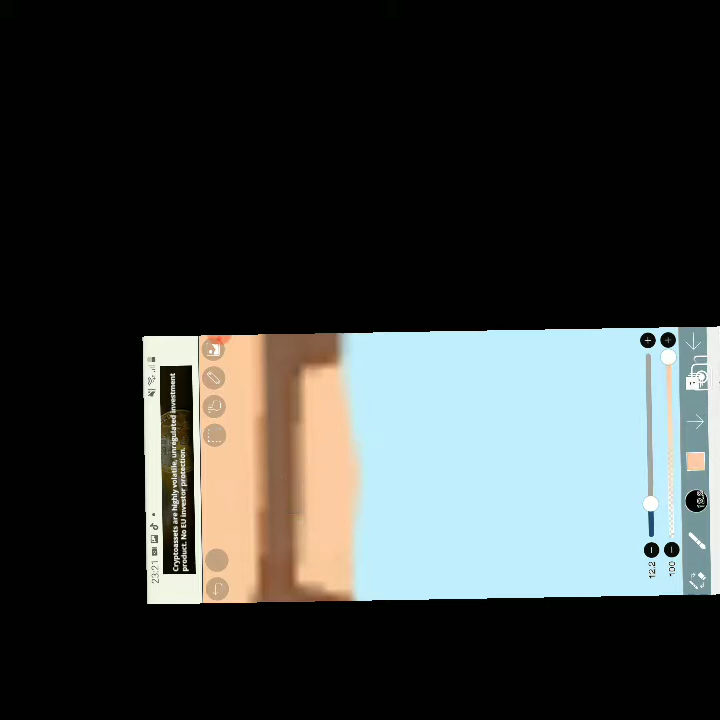 23:21
Cryptoassets are highly volatile, unregulated investment
product. No EU investor protection.
12.2
100